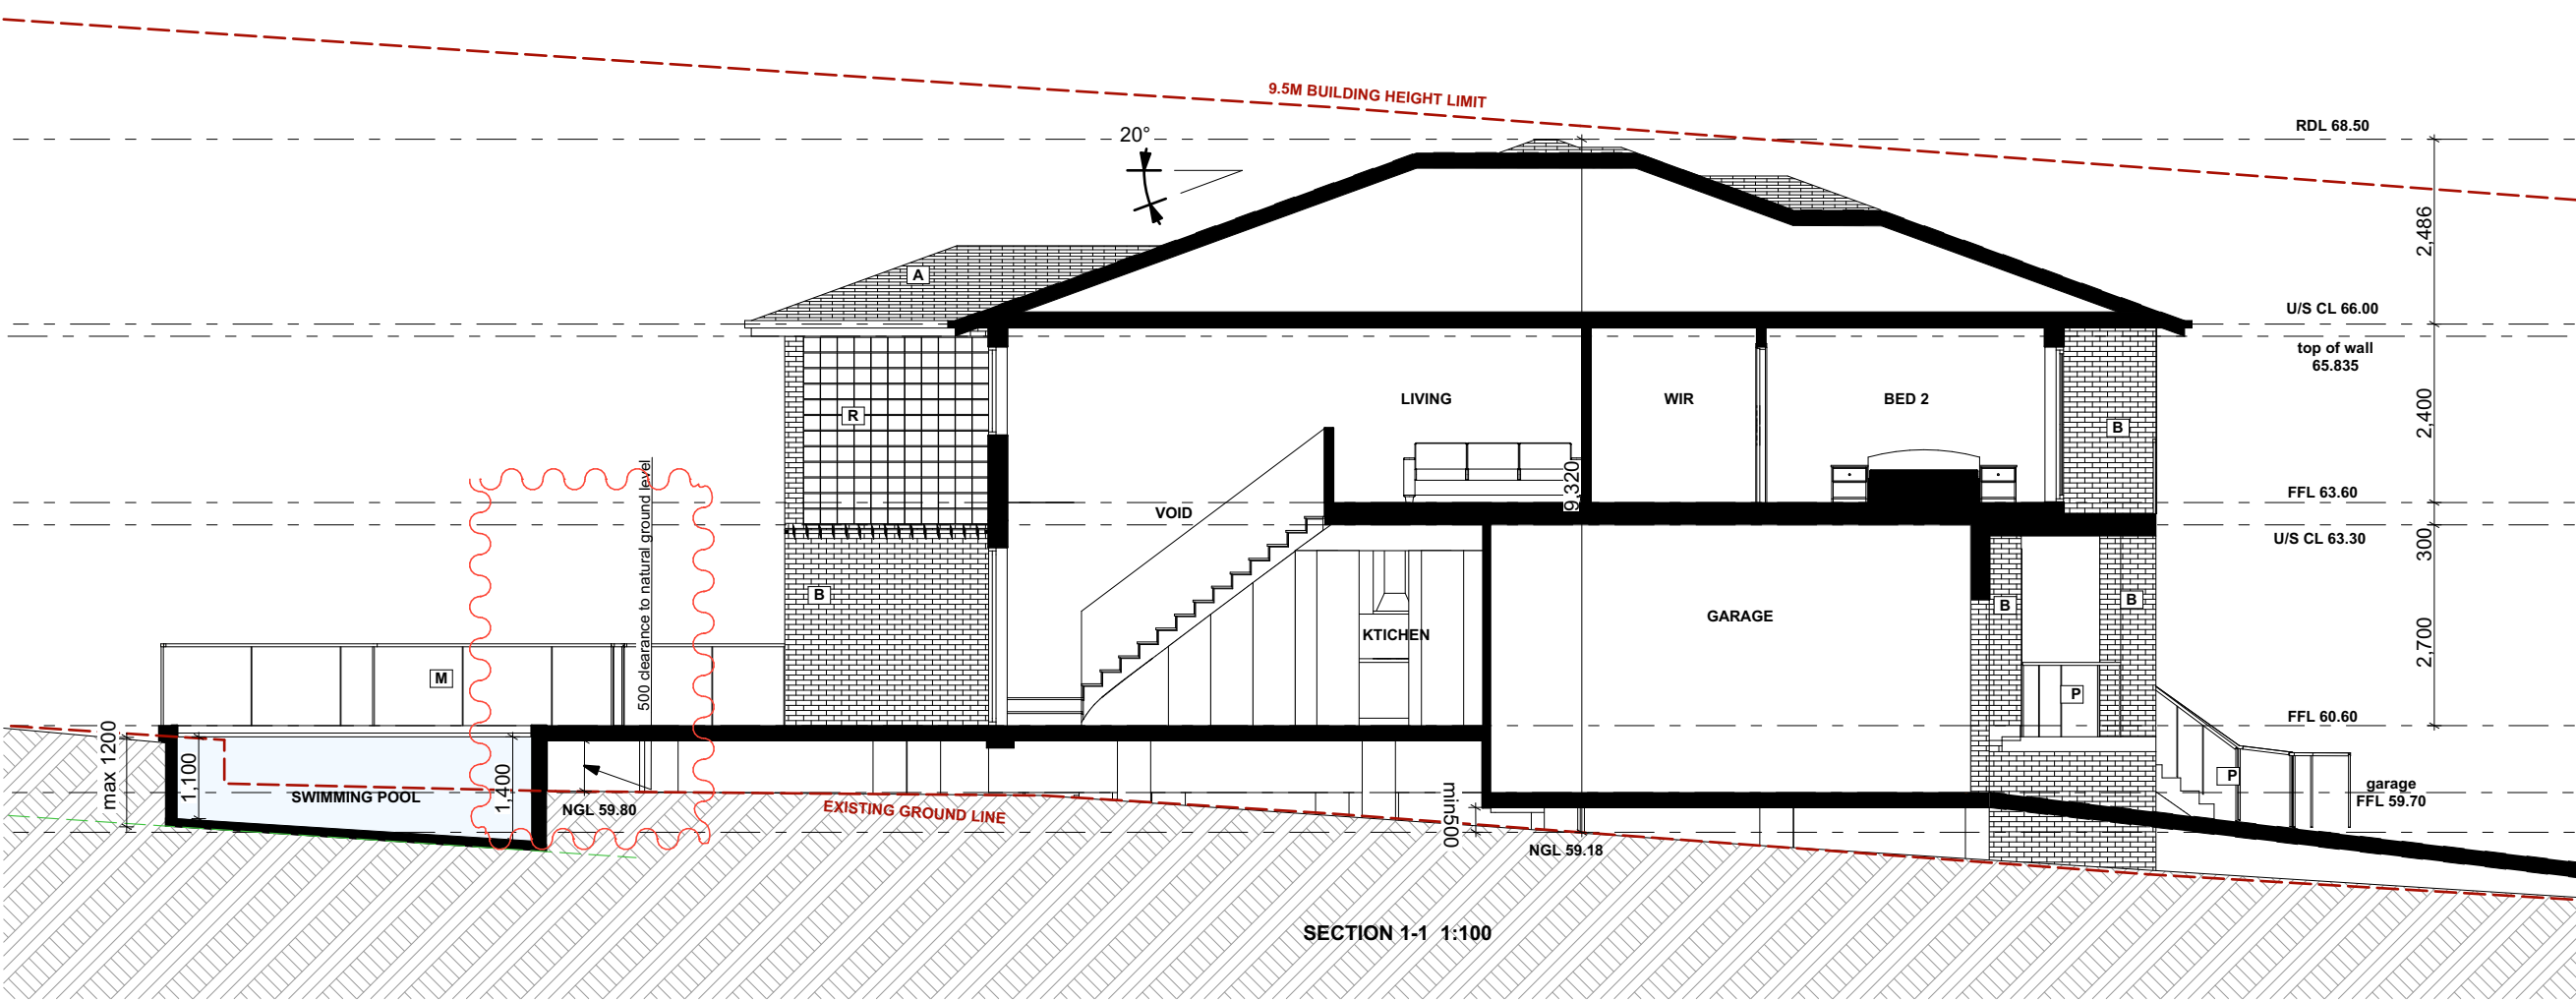 9.5M BUILDING HEIGHT LIMIT
RDL 68.50
20°
2,486
A
U/S CL 66.00
top of wall
65.835
LIVING
WIR
BED 2
R
B
2,400
9,320
FFL 63.60
VOID
500 clearance to natural ground level
U/S CL 63.30
300
B
B
B
GARAGE
KTICHEN
2,700
M
P
FFL 60.60
max 1200
1,100
1,400
SWIMMING POOL
NGL 59.80
EXISTING GROUND LINE
min500
P
garage
FFL 59.70
NGL 59.18
SECTION 1-1 1:100